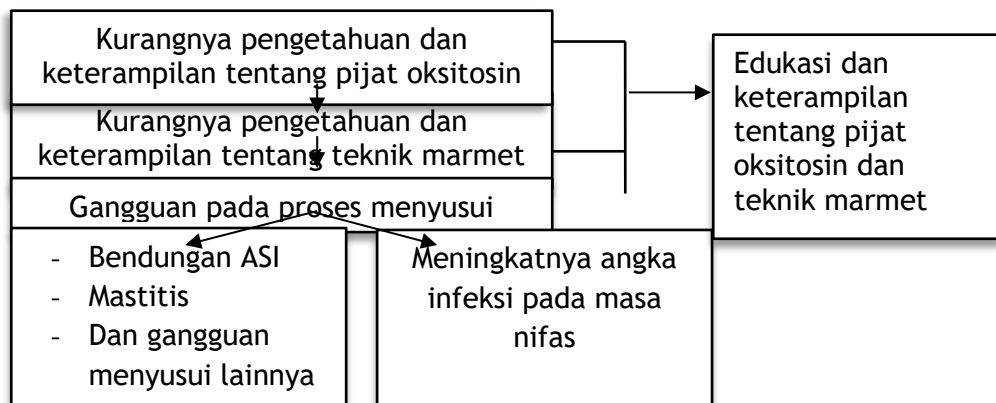 Kurangnya pengetahuan dan
keterampilan tentang pijat oksitosin
Kurangnya pengetahuan dan
keterampilan tentang teknik marmet
Gangguan pada proses menyusui
- Bendungan ASI
- Mastitis
- Dan gangguan
menyusui lainnya
Meningkatnya angka
infeksi pada masa
nifas
Edukasi dan
keterampilan
tentang pijat
oksitosin dan
teknik marmet